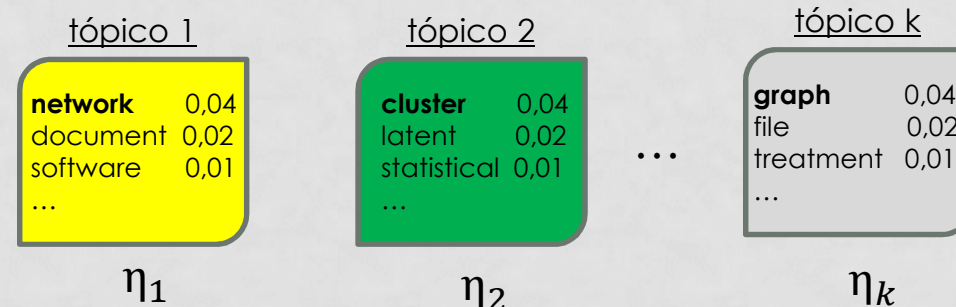 tópico 1
network 0,04
document 0,02
software 0,01
…
η1
tópico 2
cluster 0,04
latent 0,02
statistical 0,01
…
η2
…
tópico k
graph 0,04
file 0,02
treatment 0,01
…
ηk